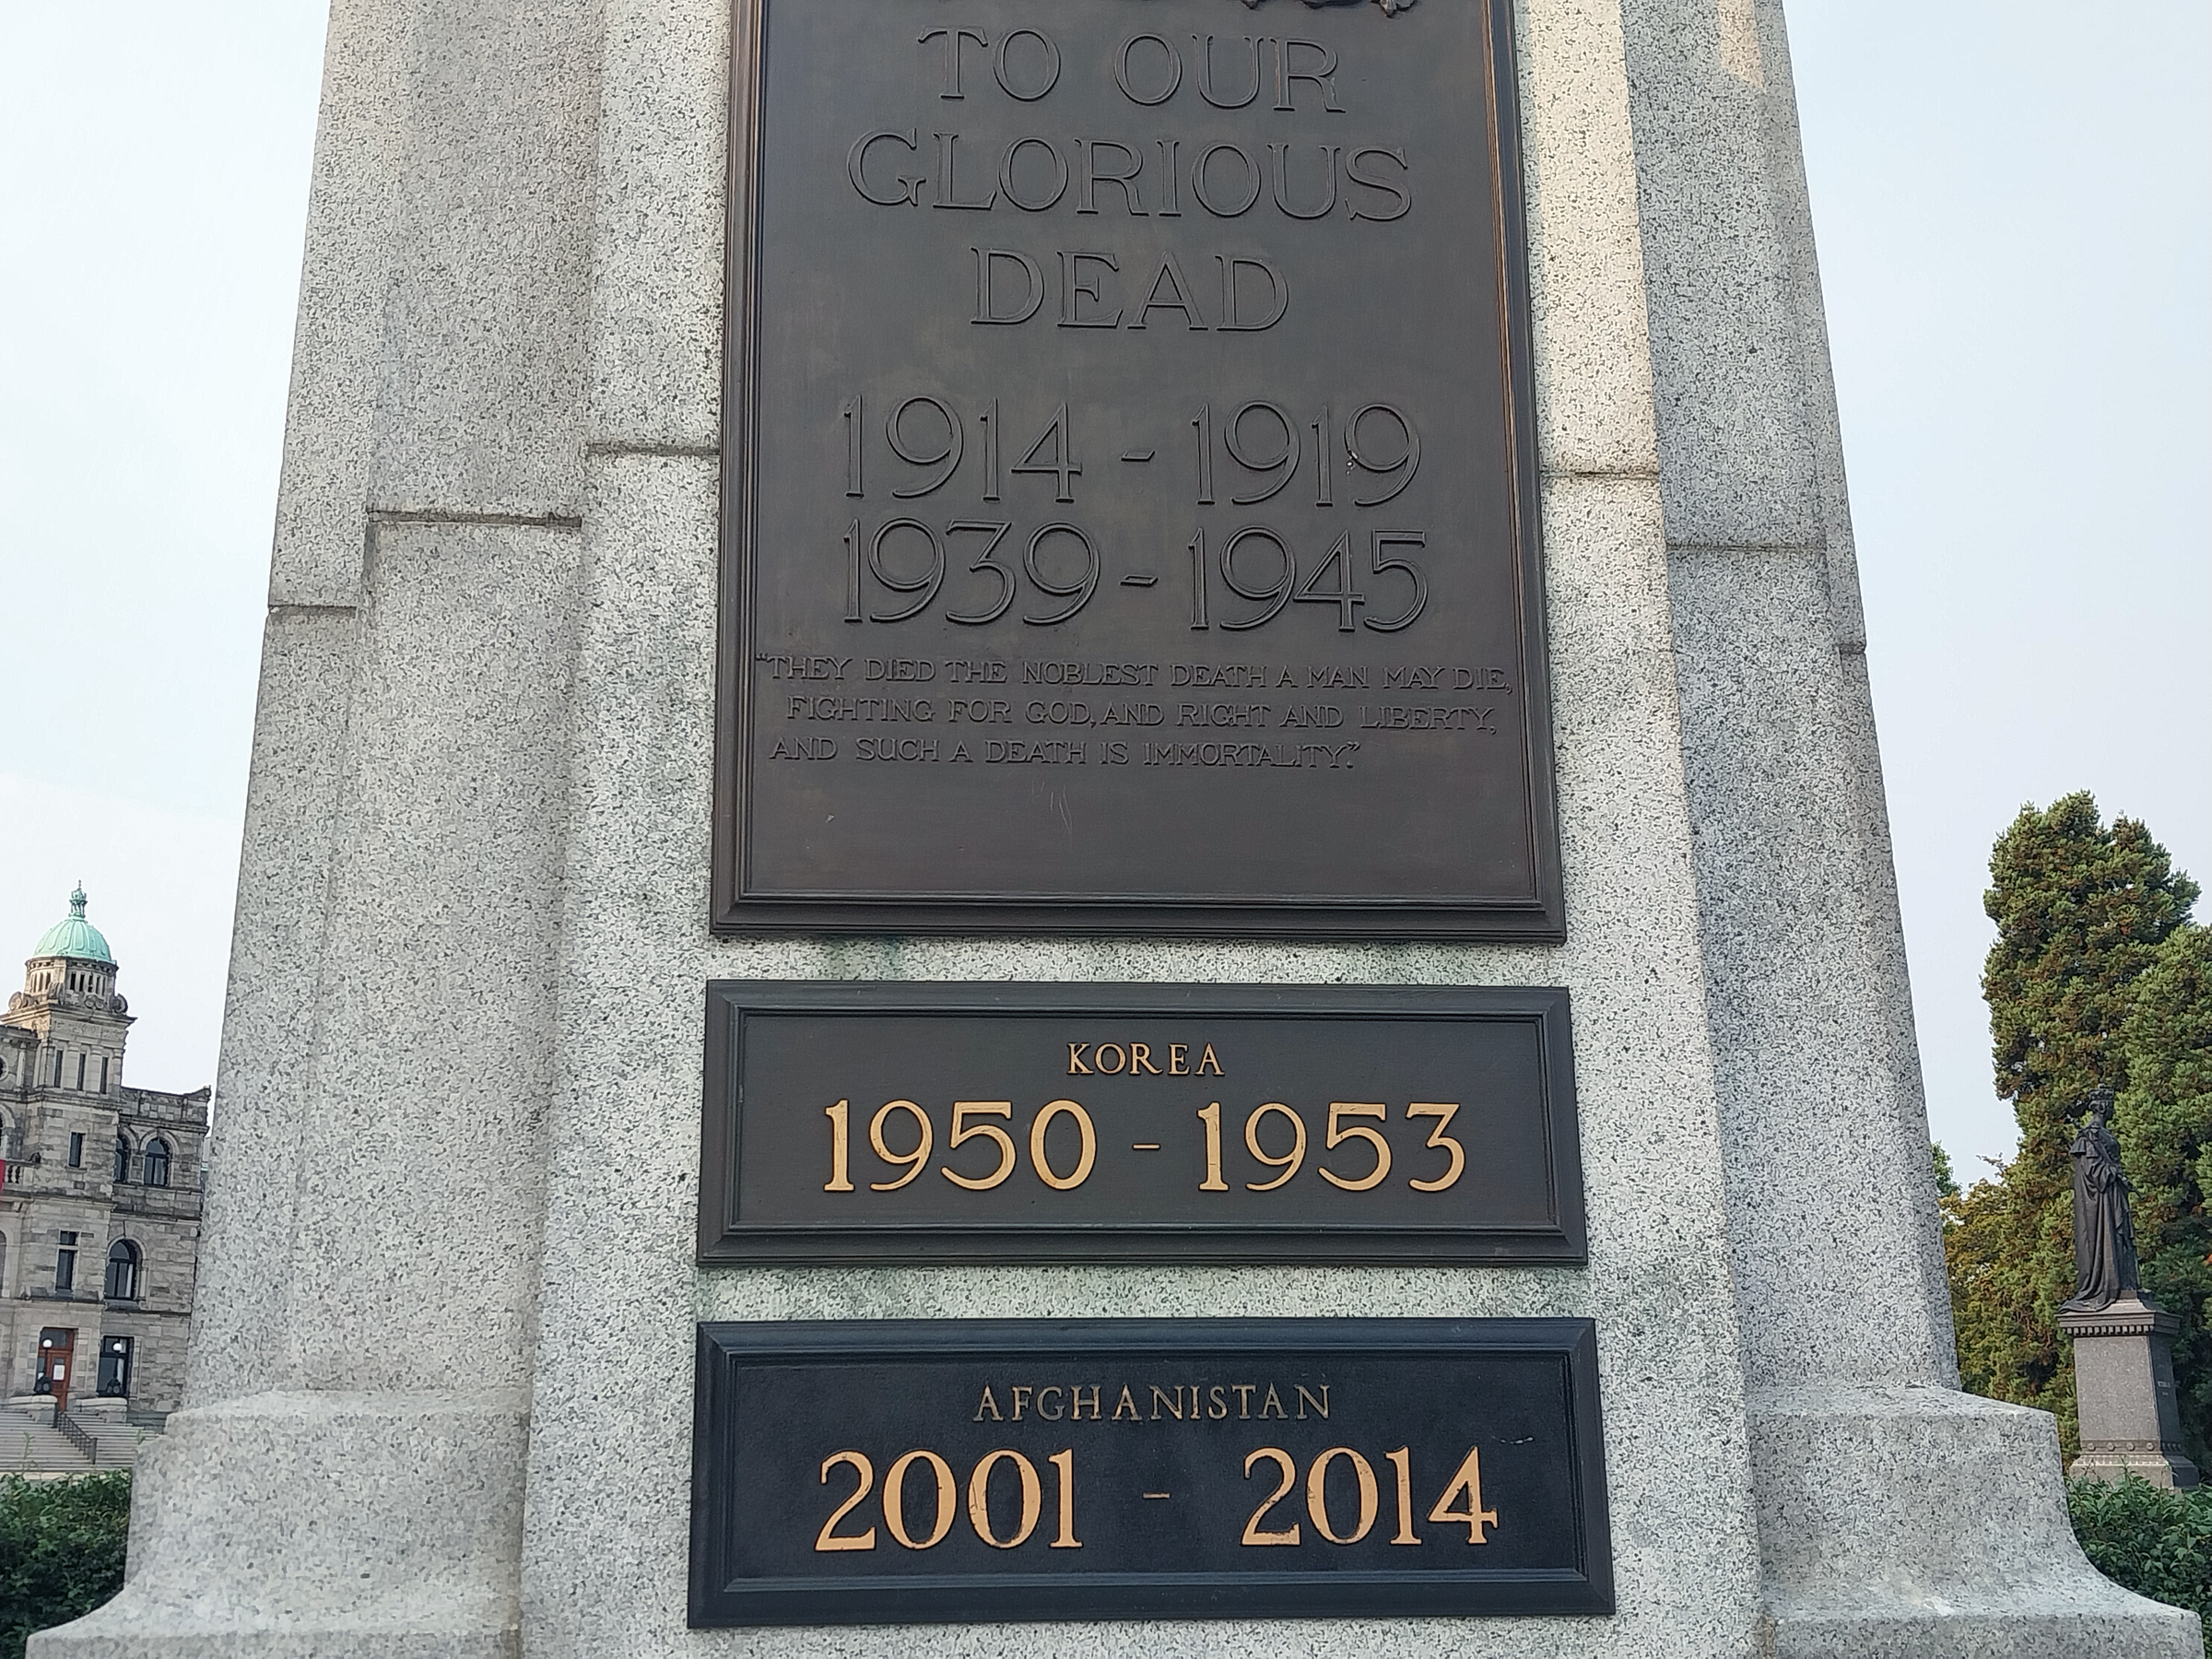 TO OUR
GLORIOUS
DEAD
1914 - 1919
1939 - 1945
"THEY DIED THE NOBLEST DEATH A MAN MAY DIE,
FIGHTING FOR GOD, AND RIGHT AND LIBERTY,
AND SUCH A DEATH IS IMMORTALITY."
KOREA
1950 - 1953
AFGHANISTAN
2001 - 2014